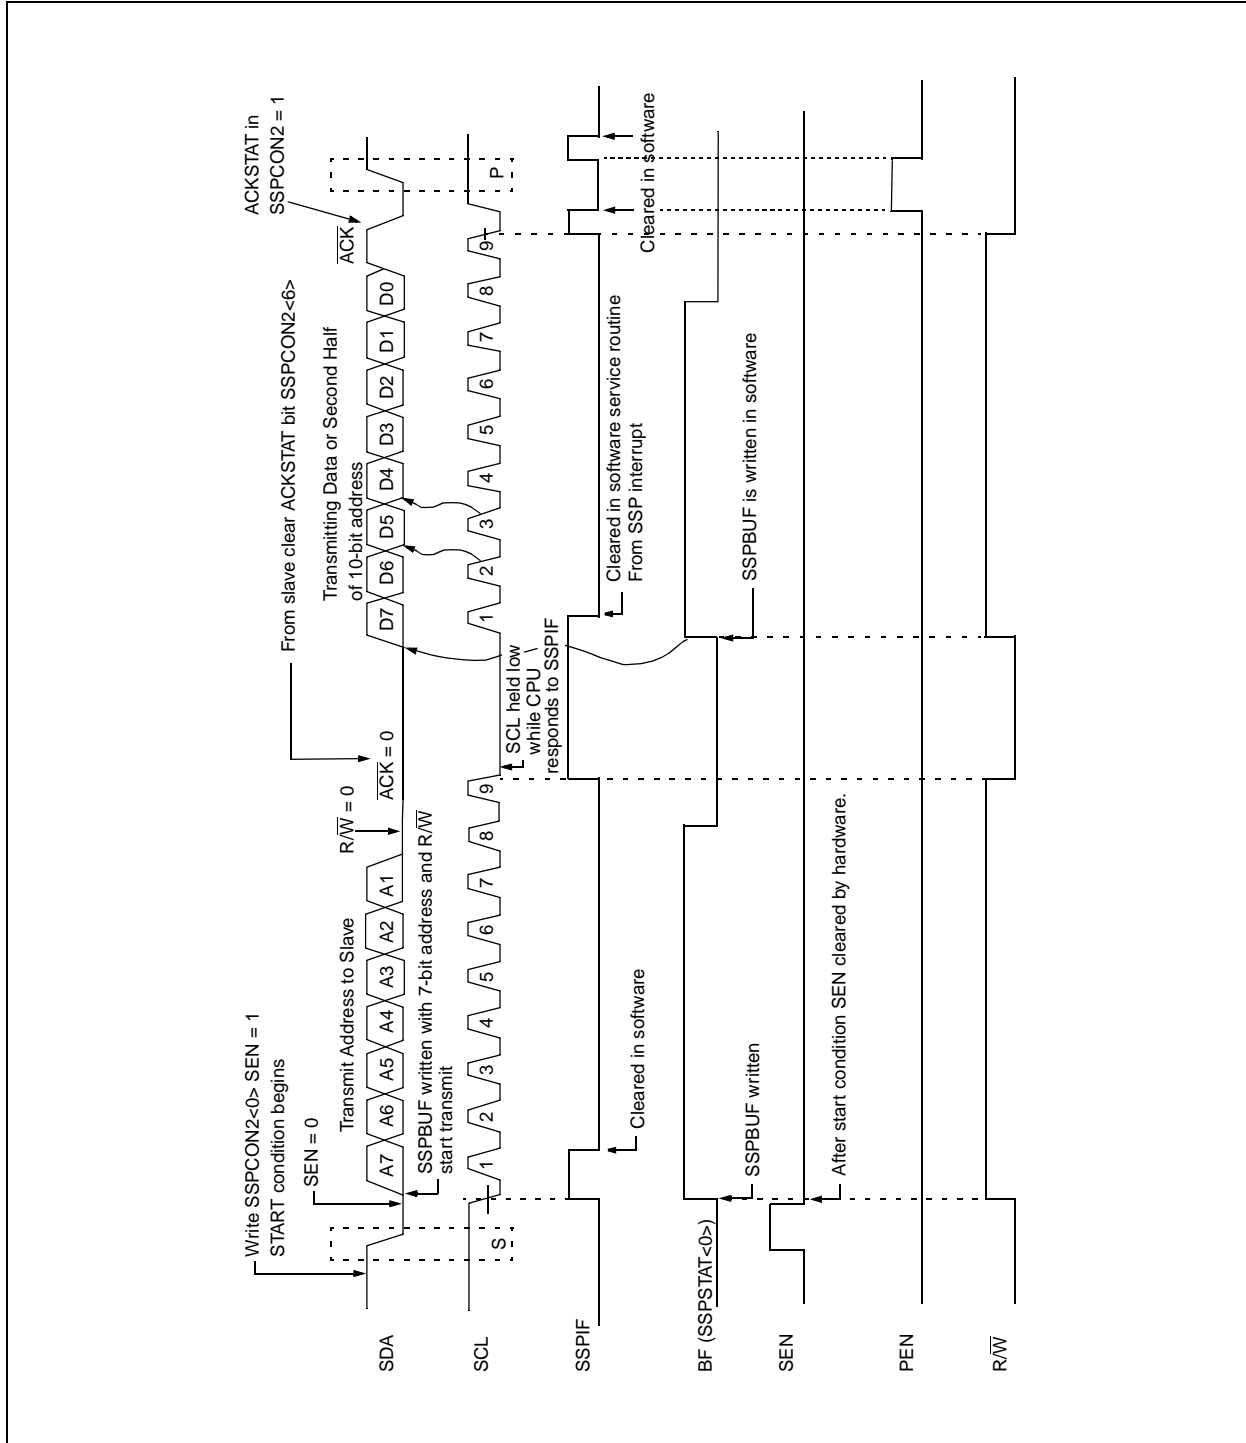 Write SSPCON2<0> SEN = 1
START condition begins
SEN = 0
Transmit Address to Slave
R/W̅ = 0
From slave clear ACKSTAT bit SSPCON2<6>
Transmitting Data or Second Half
of 10-bit address
ACKSTAT in
SSPCON2 = 1
A̅C̅K̅
SDA
A7 A6 A5 A4 A3 A2 A1
A̅C̅K̅ = 0
D7 D6 D5 D4 D3 D2 D1 D0
SSPBUF written with 7-bit address and R/W̅
start transmit
SCL
S
1 2 3 4 5 6 7 8 9
1 2 3 4 5 6 7 8 9
P
SCL held low
while CPU
responds to SSPIF
SSPIF
Cleared in software
Cleared in software service routine
From SSP interrupt
Cleared in software
BF (SSPSTAT<0>)
SSPBUF written
SSPBUF is written in software
SEN
After start condition SEN cleared by hardware.
PEN
R/W̅